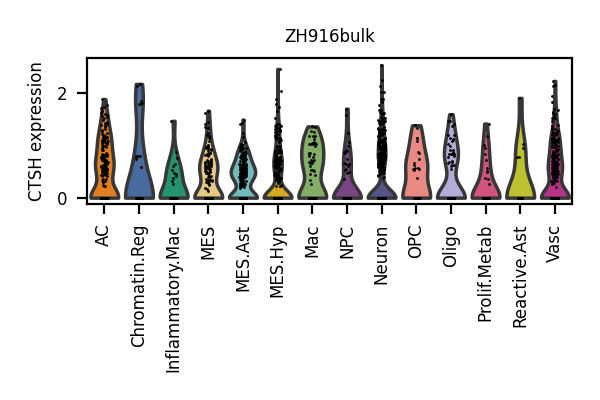 ZH916bulk
CTSH expression
2
0
AC
Chromatin.Reg
Inflammatory.Mac
MES
MES.Ast
MES.Hyp
Mac
NPC
Neuron
OPC
Oligo
Prolif.Metab
Reactive.Ast
Vasc